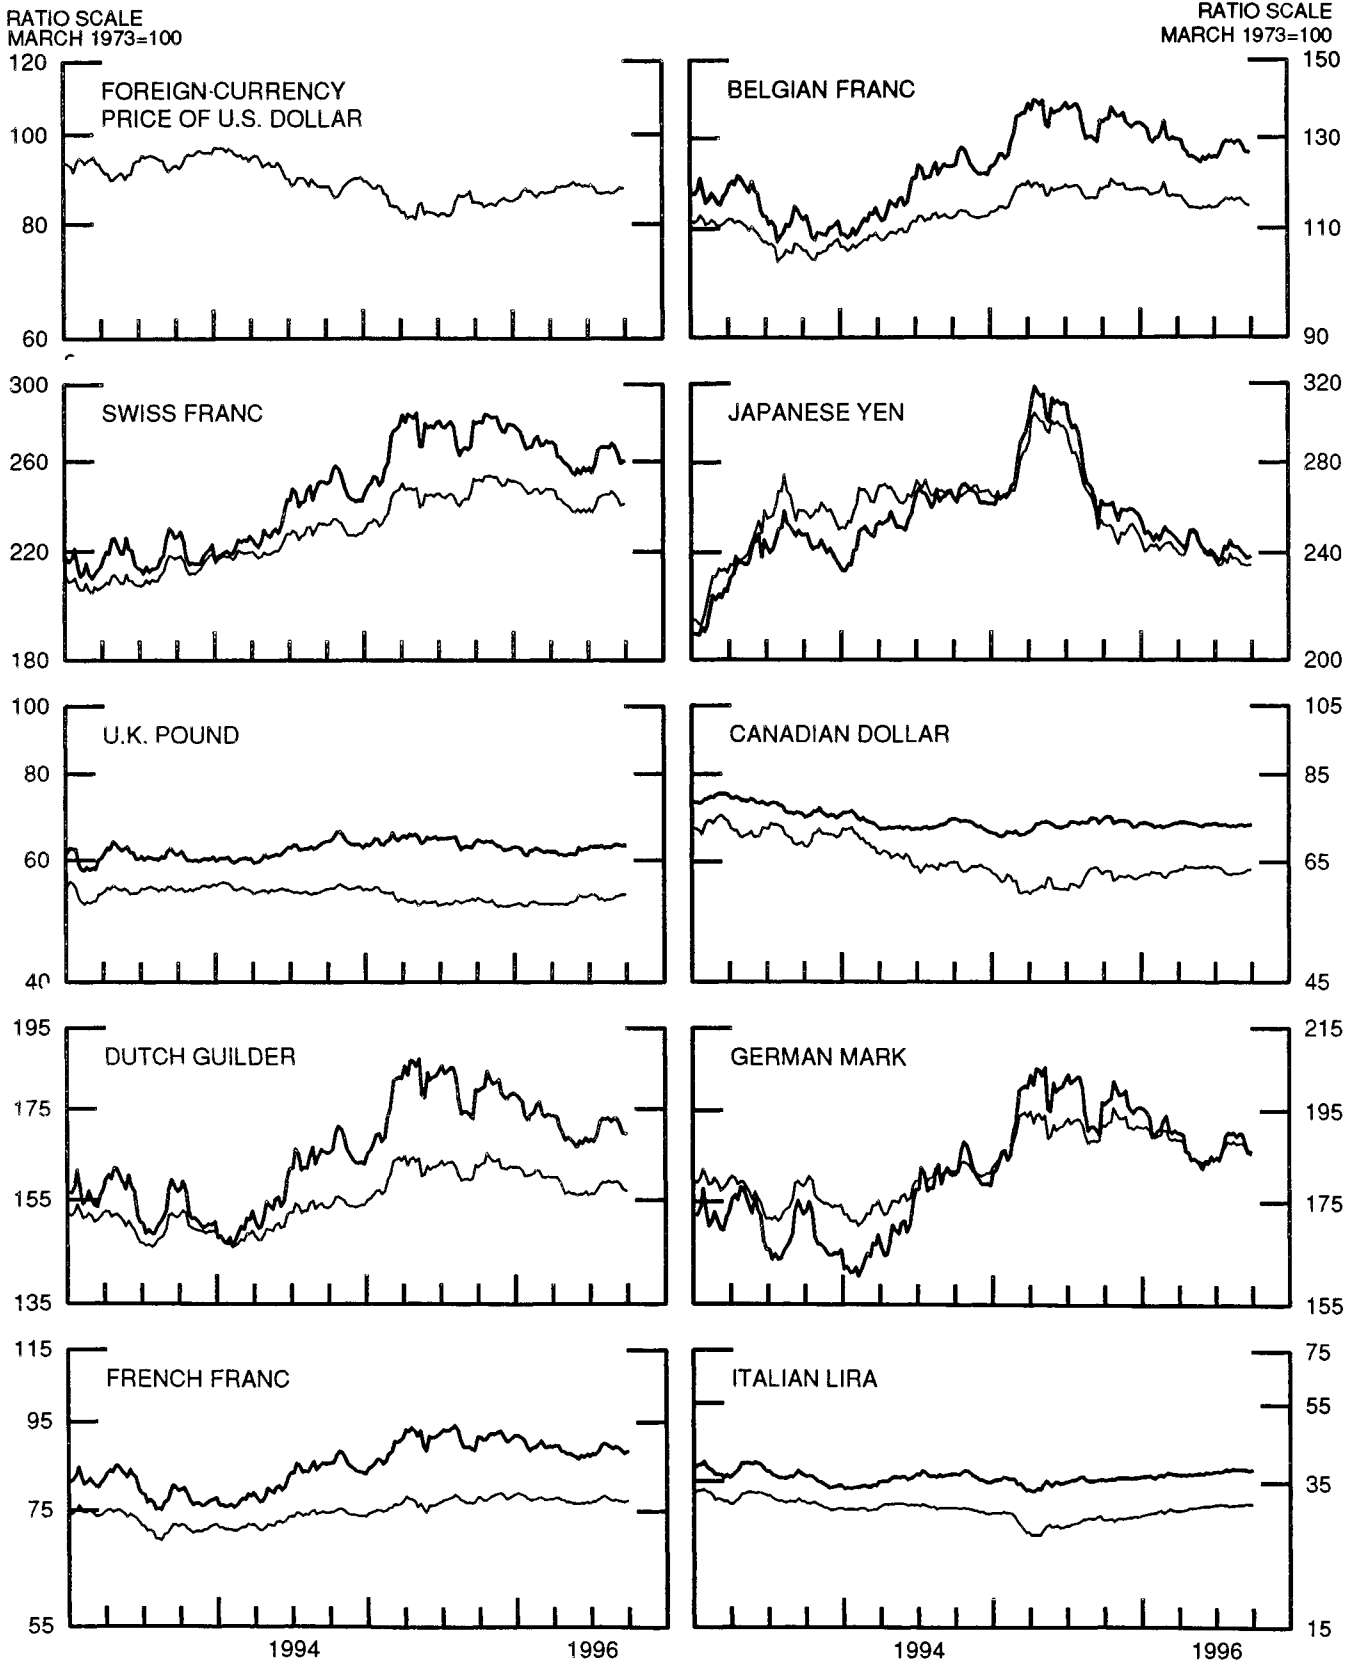 RATIO SCALE
MARCH 1973=100
RATIO SCALE
MARCH 1973=100
120
100
80
60
FOREIGN-CURRENCY
PRICE OF U.S. DOLLAR
BELGIAN FRANC
150
130
110
90
300
260
220
180
SWISS FRANC
JAPANESE YEN
320
280
240
200
100
80
60
40
U.K. POUND
CANADIAN DOLLAR
105
85
65
45
195
175
155
135
DUTCH GUILDER
GERMAN MARK
215
195
175
155
115
95
75
55
FRENCH FRANC
ITALIAN LIRA
75
55
35
15
1994
1996
1994
1996